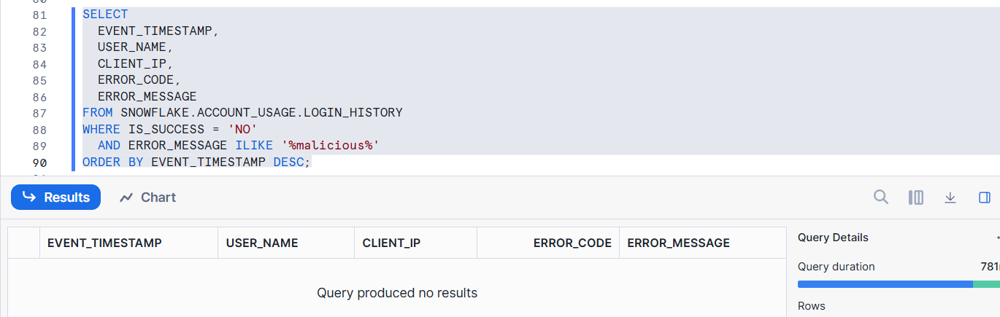 81 SELECT
82 EVENT_TIMESTAMP,
83 USER_NAME,
84 CLIENT_IP,
85 ERROR_CODE,
86 ERROR_MESSAGE
87 FROM SNOWFLAKE.ACCOUNT_USAGE.LOGIN_HISTORY
88 WHERE IS_SUCCESS = 'NO'
89 AND ERROR_MESSAGE ILIKE '%malicious%'
90 ORDER BY EVENT_TIMESTAMP DESC;
Results Chart
EVENT_TIMESTAMP USER_NAME CLIENT_IP ERROR_CODE ERROR_MESSAGE
Query produced no results
Query Details
Query duration 781
Rows